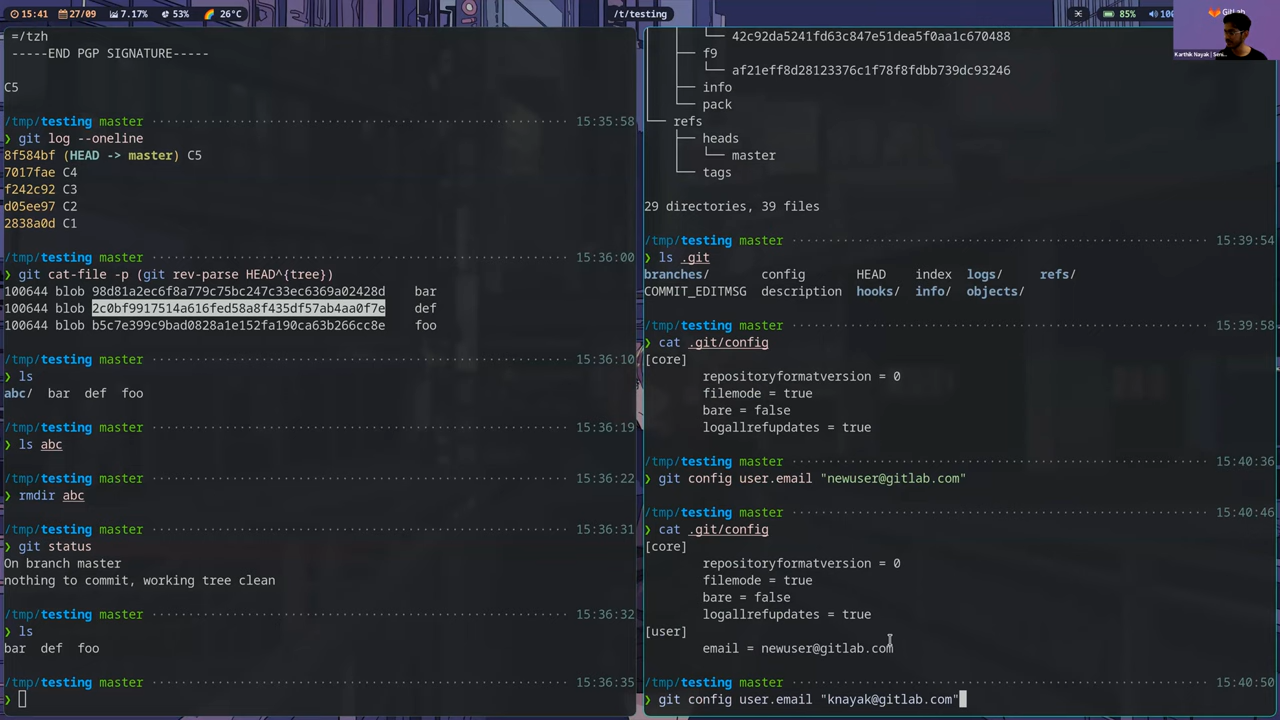 15:41 27/09 7.17% 53% 26°C
/t/testing
85% 100
GitLab
Karthik Nayak | Seni...
=/tzh
-----END PGP SIGNATURE-----
C5
/tmp/testing master 15:35:58
❯ git log --oneline
8f584bf (HEAD -> master) C5
7017fae C4
f242c92 C3
d05ee97 C2
2838a0d C1
/tmp/testing master 15:36:00
❯ git cat-file -p (git rev-parse HEAD^{tree})
100644 blob 98d81a2ec6f8a779c75bc247c33ec6369a02428d bar
100644 blob 2c0bf9917514a616fed58a8f435df57ab4aa0f7e def
100644 blob b5c7e399c9bad0828a1e152fa190ca63b266cc8e foo
/tmp/testing master 15:36:10
❯ ls
abc/ bar def foo
/tmp/testing master 15:36:19
❯ ls abc
/tmp/testing master 15:36:22
❯ rmdir abc
/tmp/testing master 15:36:31
❯ git status
On branch master
nothing to commit, working tree clean
/tmp/testing master 15:36:32
❯ ls
bar def foo
/tmp/testing master 15:36:35
❯
│ └── 42c92da5241fd63c847e51dea5f0aa1c670488
├── f9
│ └── af21eff8d28123376c1f78f8fdbb739dc93246
├── info
└── pack
└── refs
├── heads
│ └── master
└── tags
29 directories, 39 files
/tmp/testing master 15:39:54
❯ ls .git
branches/ config HEAD index logs/ refs/
COMMIT_EDITMSG description hooks/ info/ objects/
/tmp/testing master 15:39:58
❯ cat .git/config
[core]
repositoryformatversion = 0
filemode = true
bare = false
logallrefupdates = true
/tmp/testing master 15:40:36
❯ git config user.email "newuser@gitlab.com"
/tmp/testing master 15:40:46
❯ cat .git/config
[core]
repositoryformatversion = 0
filemode = true
bare = false
logallrefupdates = true
[user]
email = newuser@gitlab.com
/tmp/testing master 15:40:50
❯ git config user.email "knayak@gitlab.com"